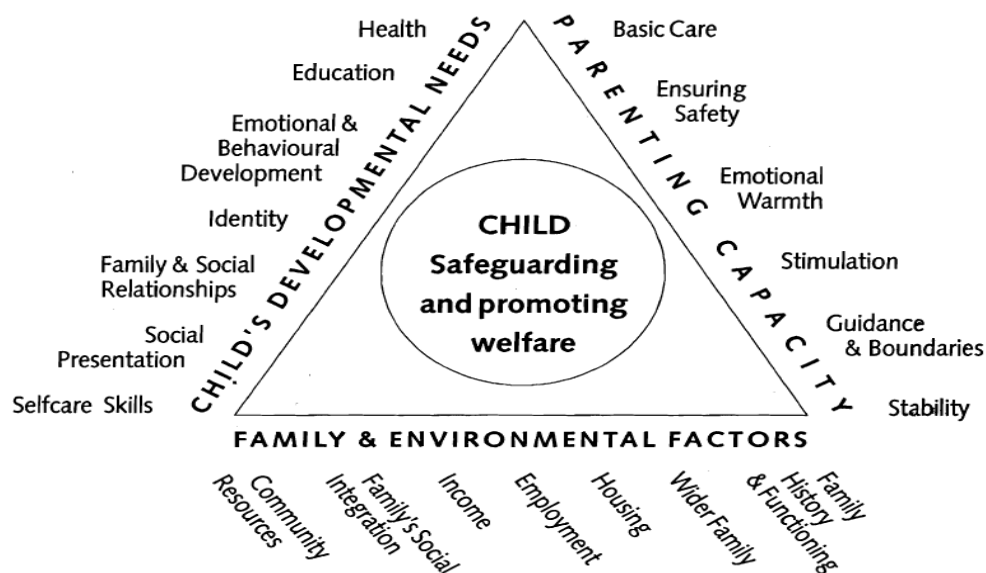 Health
Education
Emotional &
Behavioural
Development
Identity
Family & Social
Relationships
Social
Presentation
Selfcare Skills
CHILD'S DEVELOPMENTAL NEEDS
PARENTING CAPACITY
Basic Care
Ensuring
Safety
Emotional
Warmth
Stimulation
Guidance
& Boundaries
Stability
CHILD
Safeguarding
and promoting
welfare
FAMILY & ENVIRONMENTAL FACTORS
Community
Resources
Family's Social
Integration
Income
Employment
Housing
Wider Family
Family
History
& Functioning